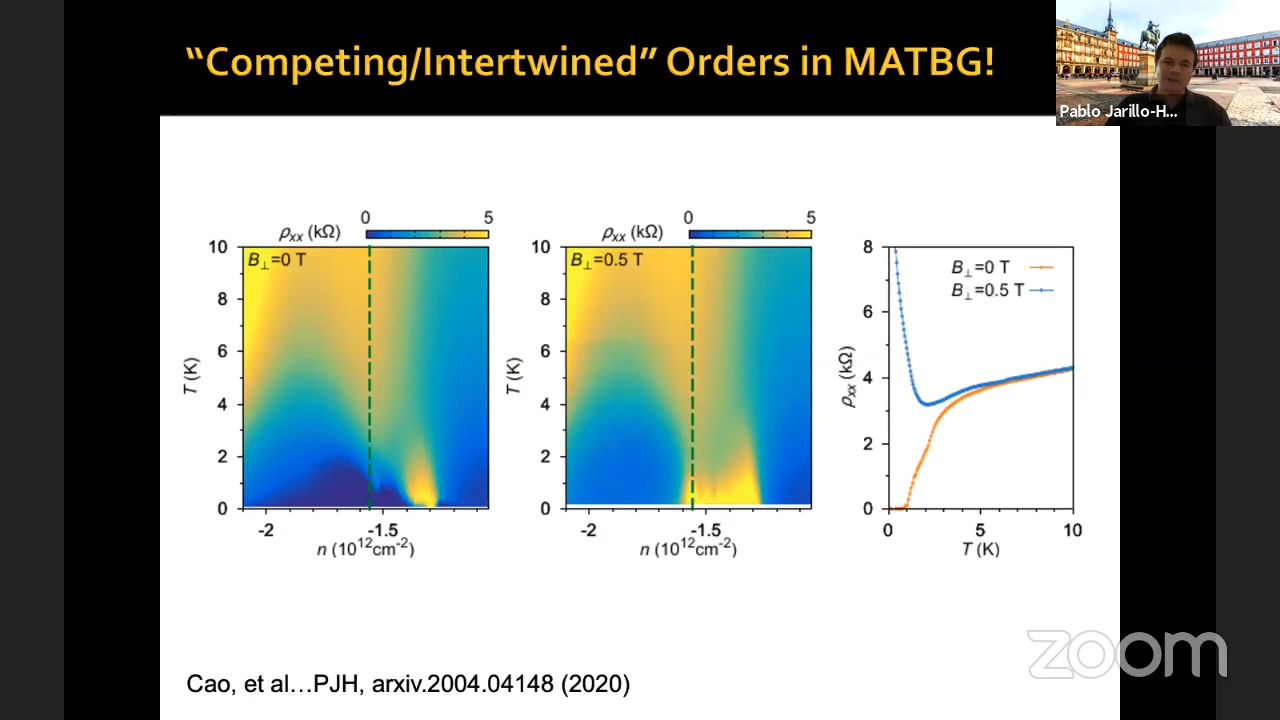 “Competing/Intertwined” Orders in MATBG!
Pablo Jarillo-H...
ρxx (kΩ)
0
5
B⊥=0 T
10
8
6
4
2
0
T (K)
-2
-1.5
n (10¹²cm⁻²)
ρxx (kΩ)
0
5
B⊥=0.5 T
10
8
6
4
2
0
T (K)
-2
-1.5
n (10¹²cm⁻²)
B⊥=0 T
B⊥=0.5 T
8
6
4
2
0
ρxx (kΩ)
0
5
10
T (K)
zoom
Cao, et al…PJH, arxiv.2004.04148 (2020)